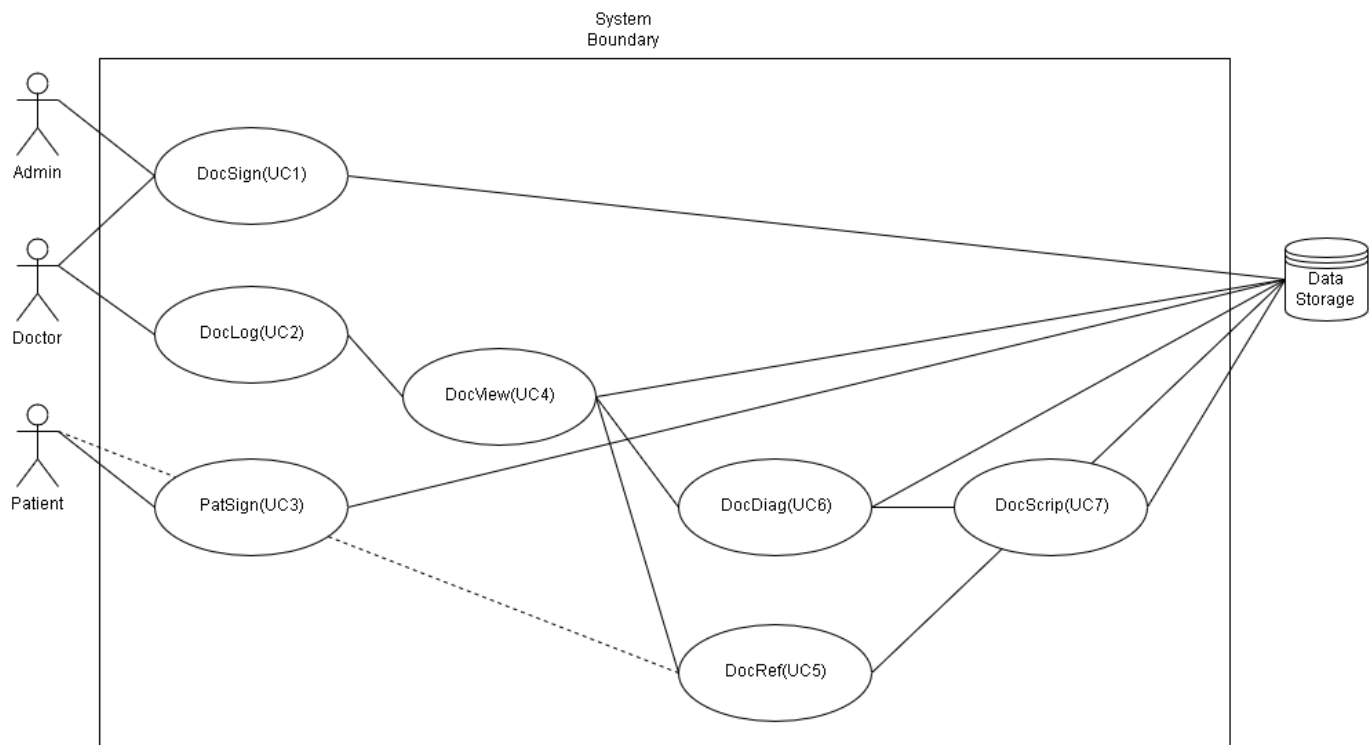 System
Boundary
Admin
DocSign(UC1)
Doctor
DocLog(UC2)
Data
Storage
DocView(UC4)
Patient
PatSign(UC3)
DocDiag(UC6)
DocScrip(UC7)
DocRef(UC5)